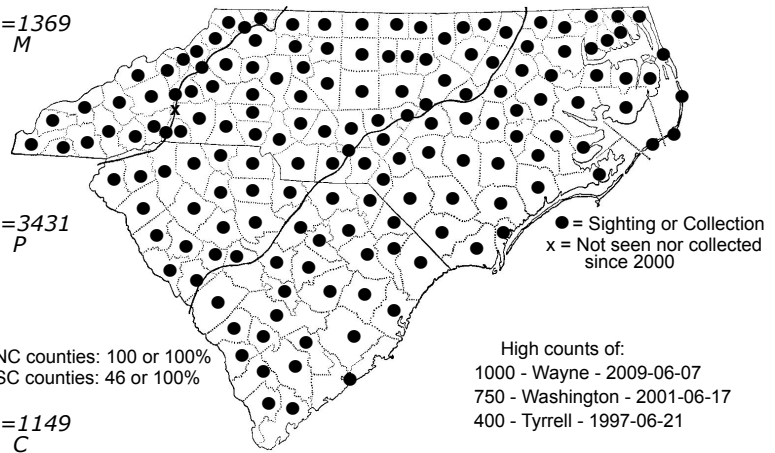 =1369
M
=3431
P
● = Sighting or Collection
x = Not seen nor collected
since 2000
NC counties: 100 or 100%
SC counties: 46 or 100%
High counts of:
1000 - Wayne - 2009-06-07
750 - Washington - 2001-06-17
400 - Tyrrell - 1997-06-21
=1149
C